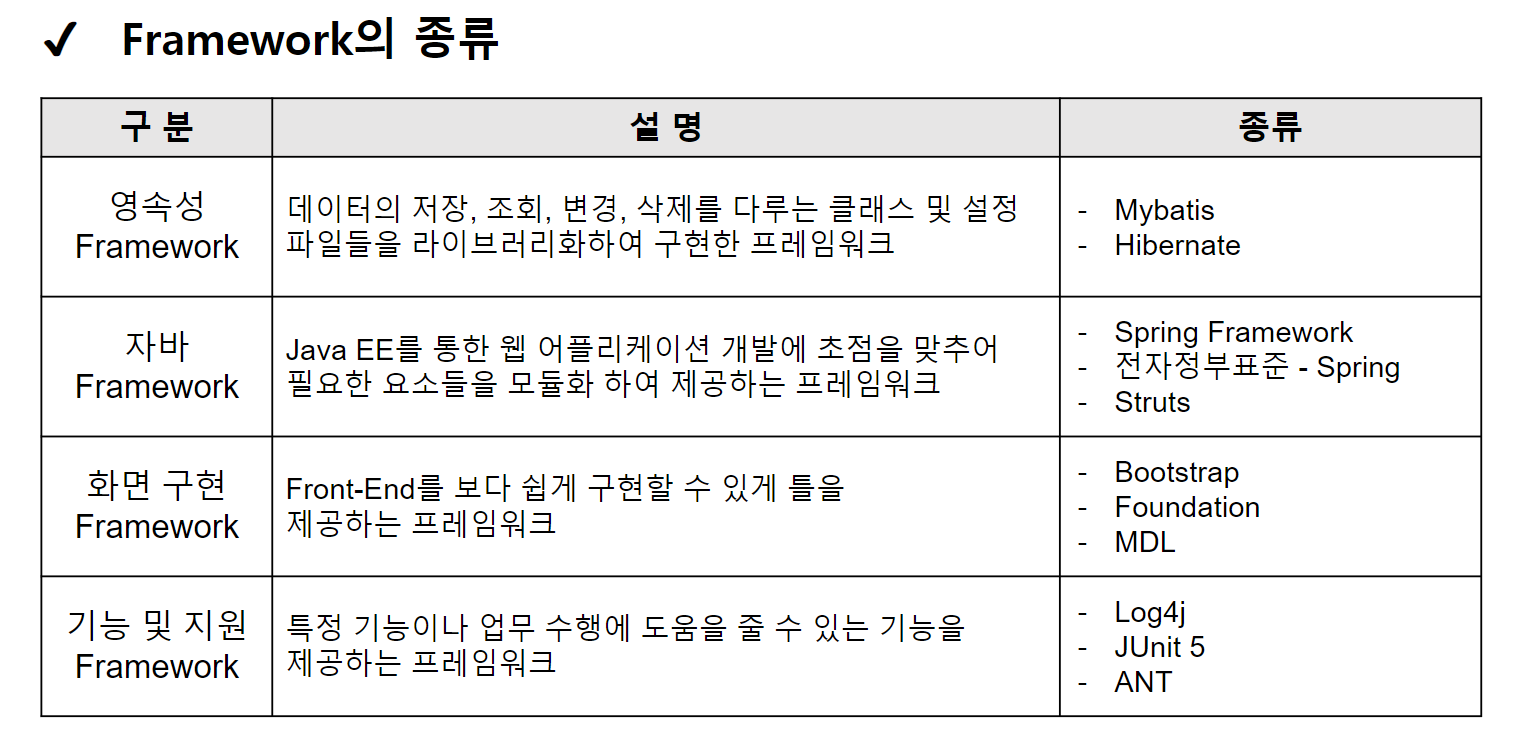 ✔ Framework의 종류
구 분
설 명
종류
영속성
Framework
데이터의 저장, 조회, 변경, 삭제를 다루는 클래스 및 설정
파일들을 라이브러리화하여 구현한 프레임워크
- Mybatis
- Hibernate
자바
Framework
Java EE를 통한 웹 어플리케이션 개발에 초점을 맞추어
필요한 요소들을 모듈화 하여 제공하는 프레임워크
- Spring Framework
- 전자정부표준 - Spring
- Struts
화면 구현
Framework
Front-End를 보다 쉽게 구현할 수 있게 틀을
제공하는 프레임워크
- Bootstrap
- Foundation
- MDL
기능 및 지원
Framework
특정 기능이나 업무 수행에 도움을 줄 수 있는 기능을
제공하는 프레임워크
- Log4j
- JUnit 5
- ANT